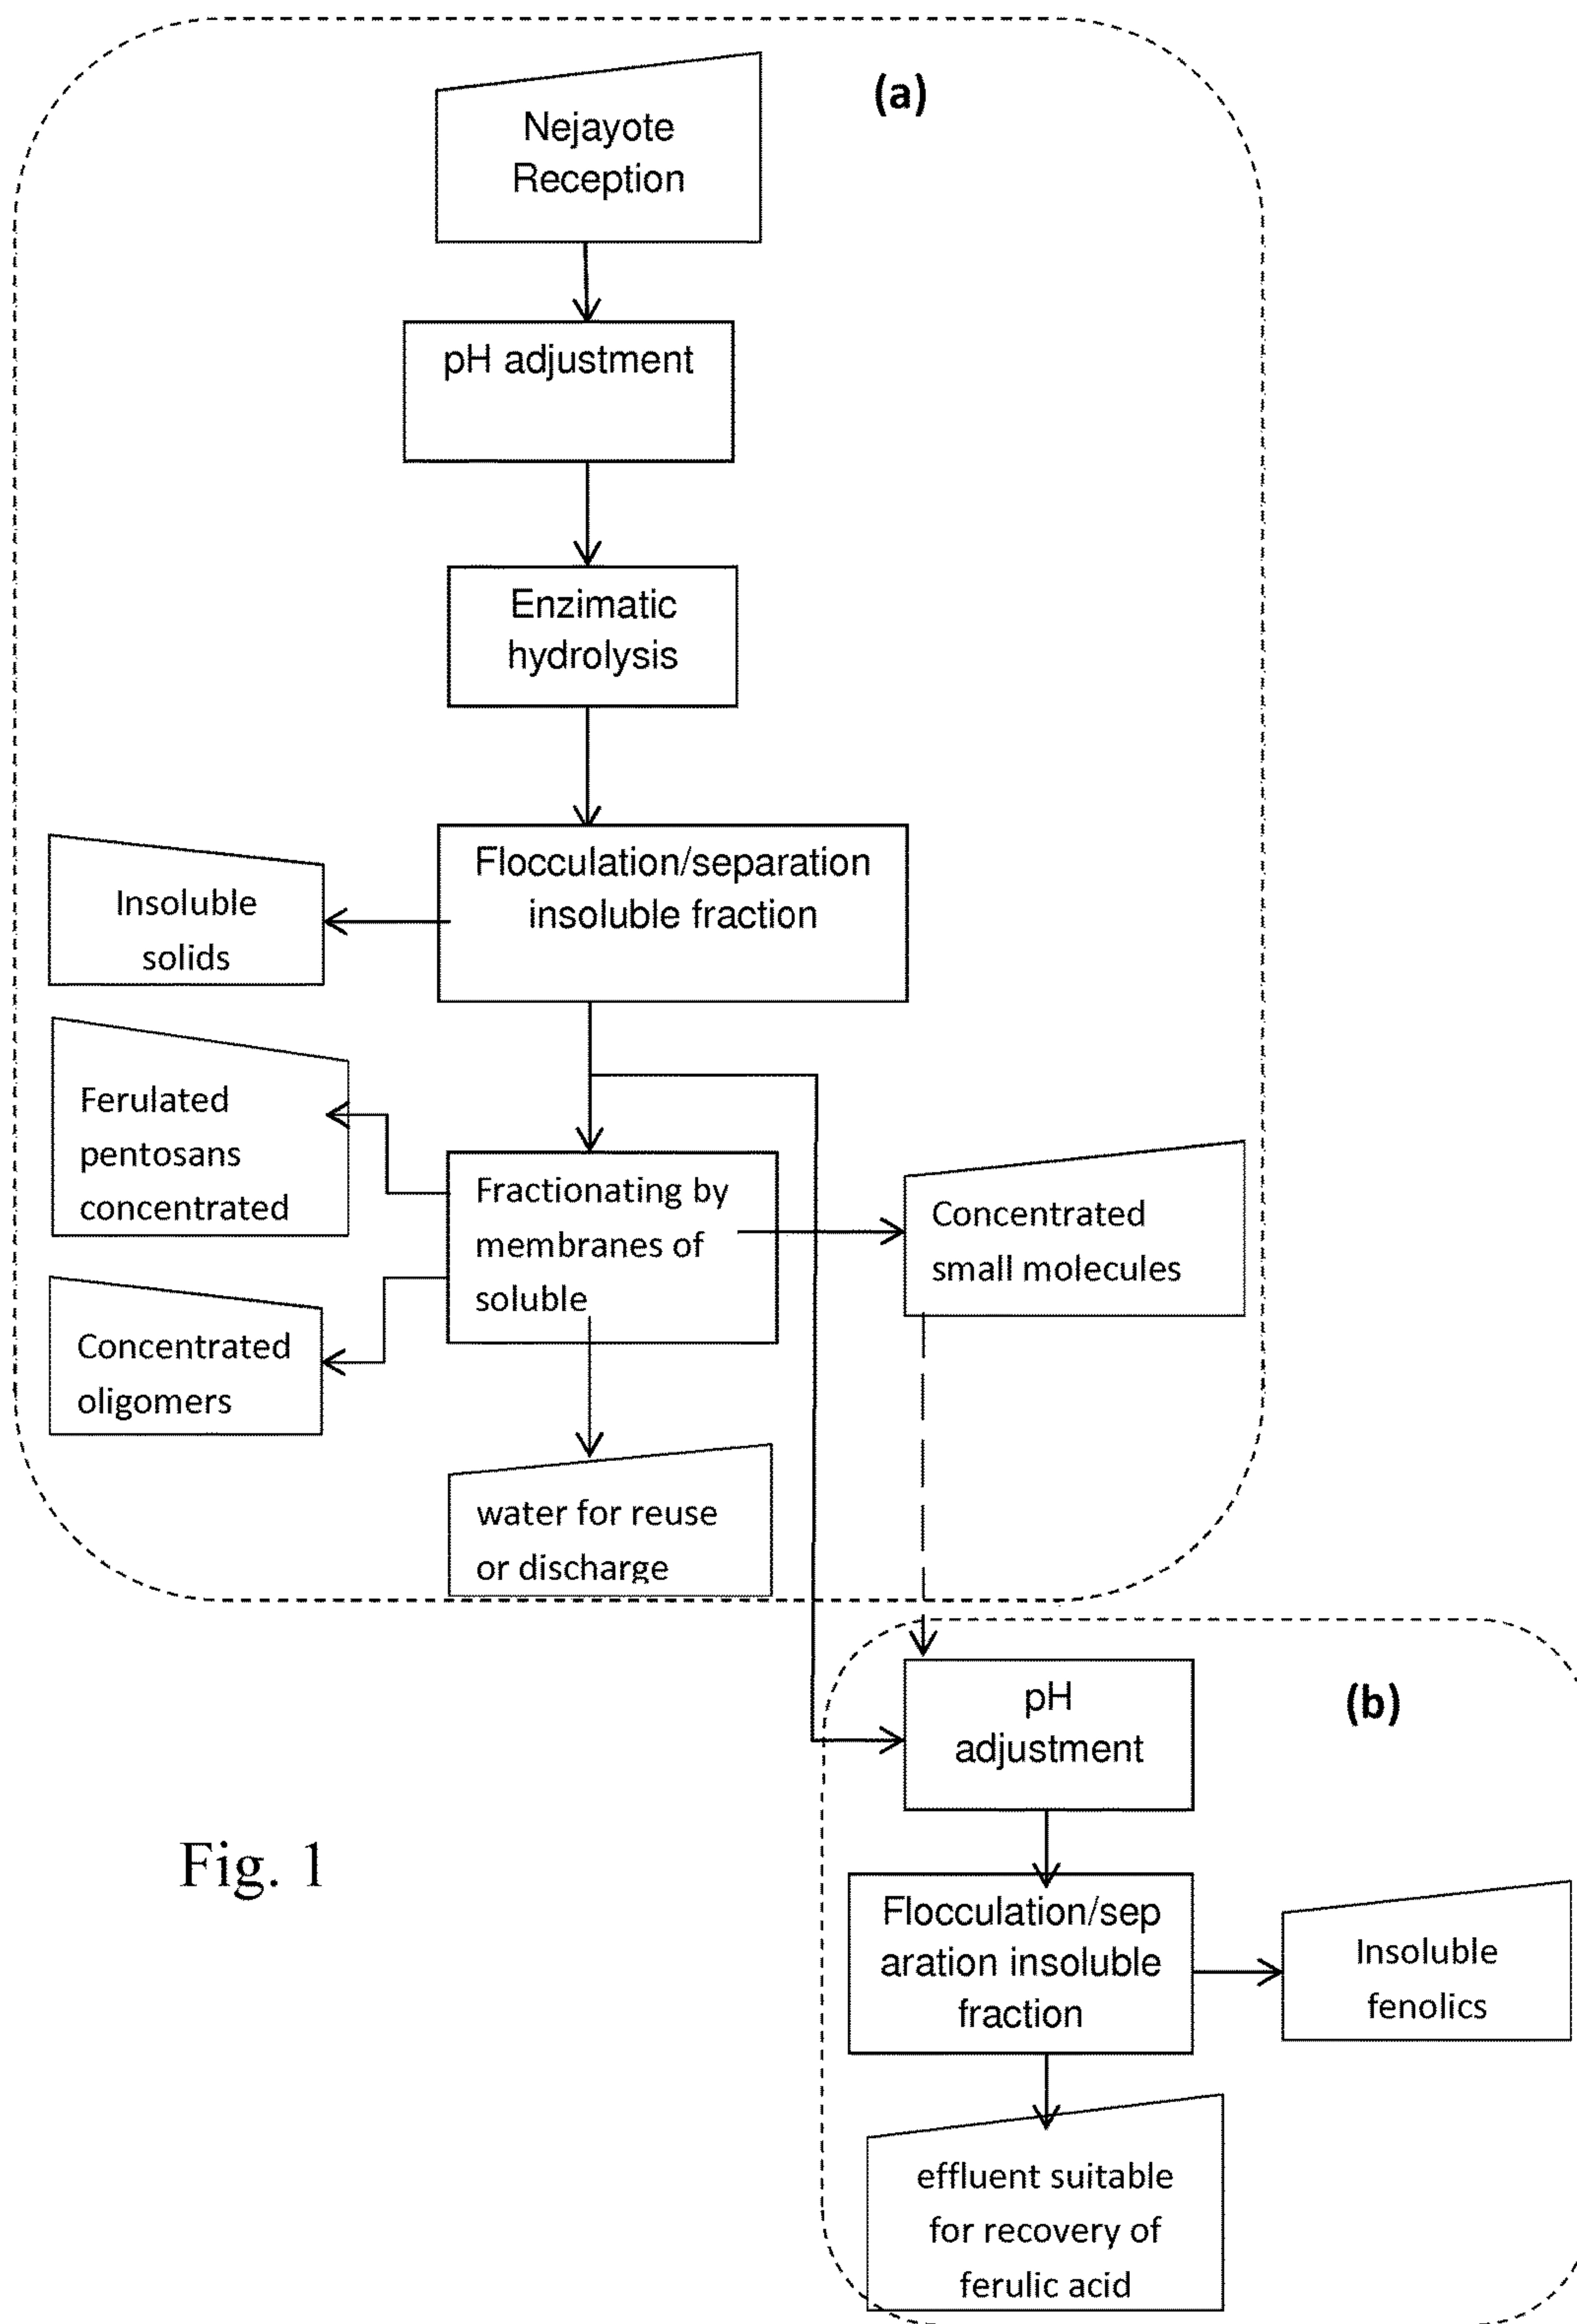 (a)
Nejayote
Reception
pH adjustment
Enzimatic
hydrolysis
Flocculation/separation
insoluble fraction
Insoluble
solids
Ferulated
pentosans
concentrated
Fractionating by
membranes of
soluble
Concentrated
small molecules
Concentrated
oligomers
water for reuse
or discharge
(b)
pH
adjustment
Fig. 1
Flocculation/sep
aration insoluble
fraction
Insoluble
fenolics
effluent suitable
for recovery of
ferulic acid